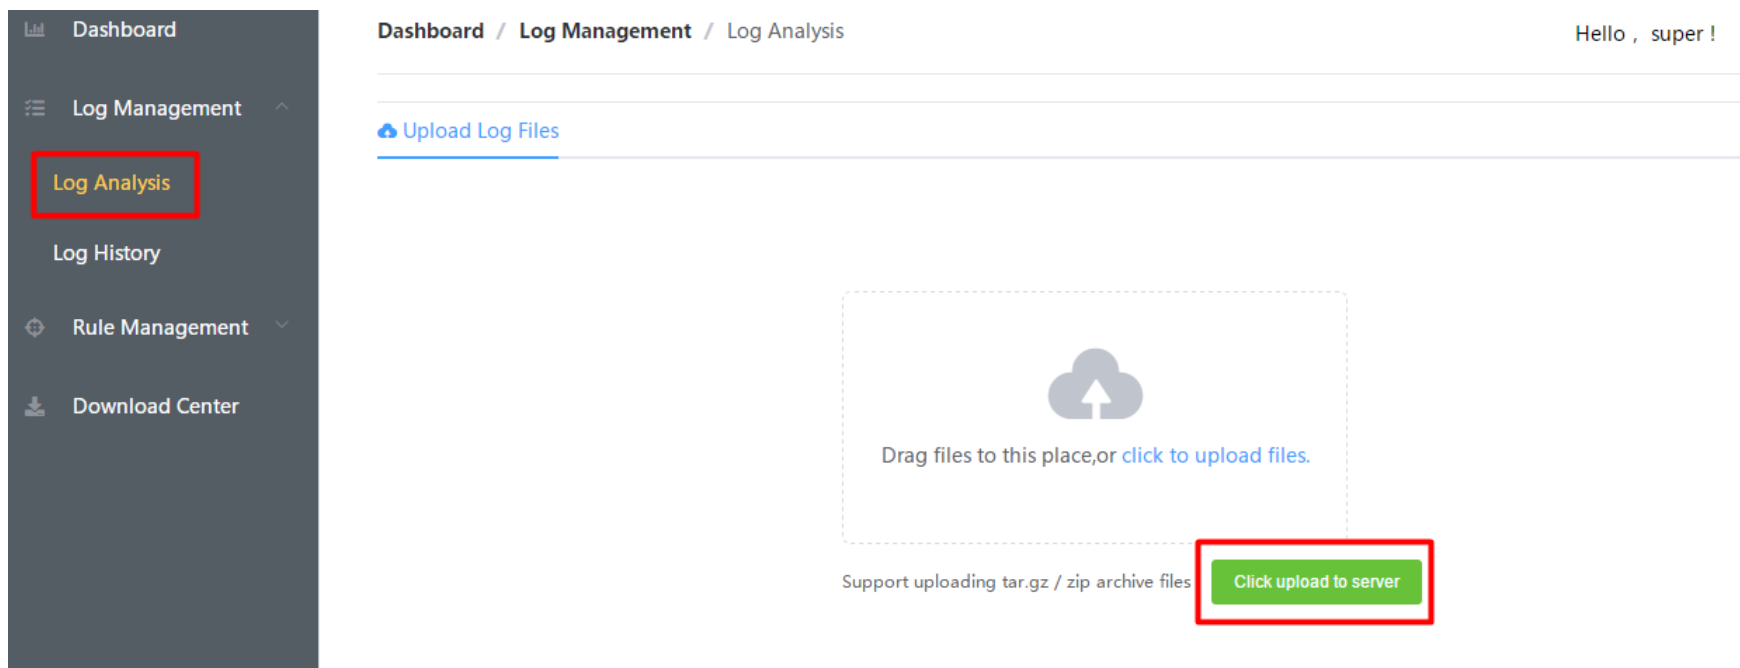 Dashboard
Log Management
Log Analysis
Log History
Rule Management
Download Center
Dashboard / Log Management / Log Analysis
Hello , super !
Upload Log Files
Drag files to this place,or click to upload files.
Support uploading tar.gz / zip archive files
Click upload to server